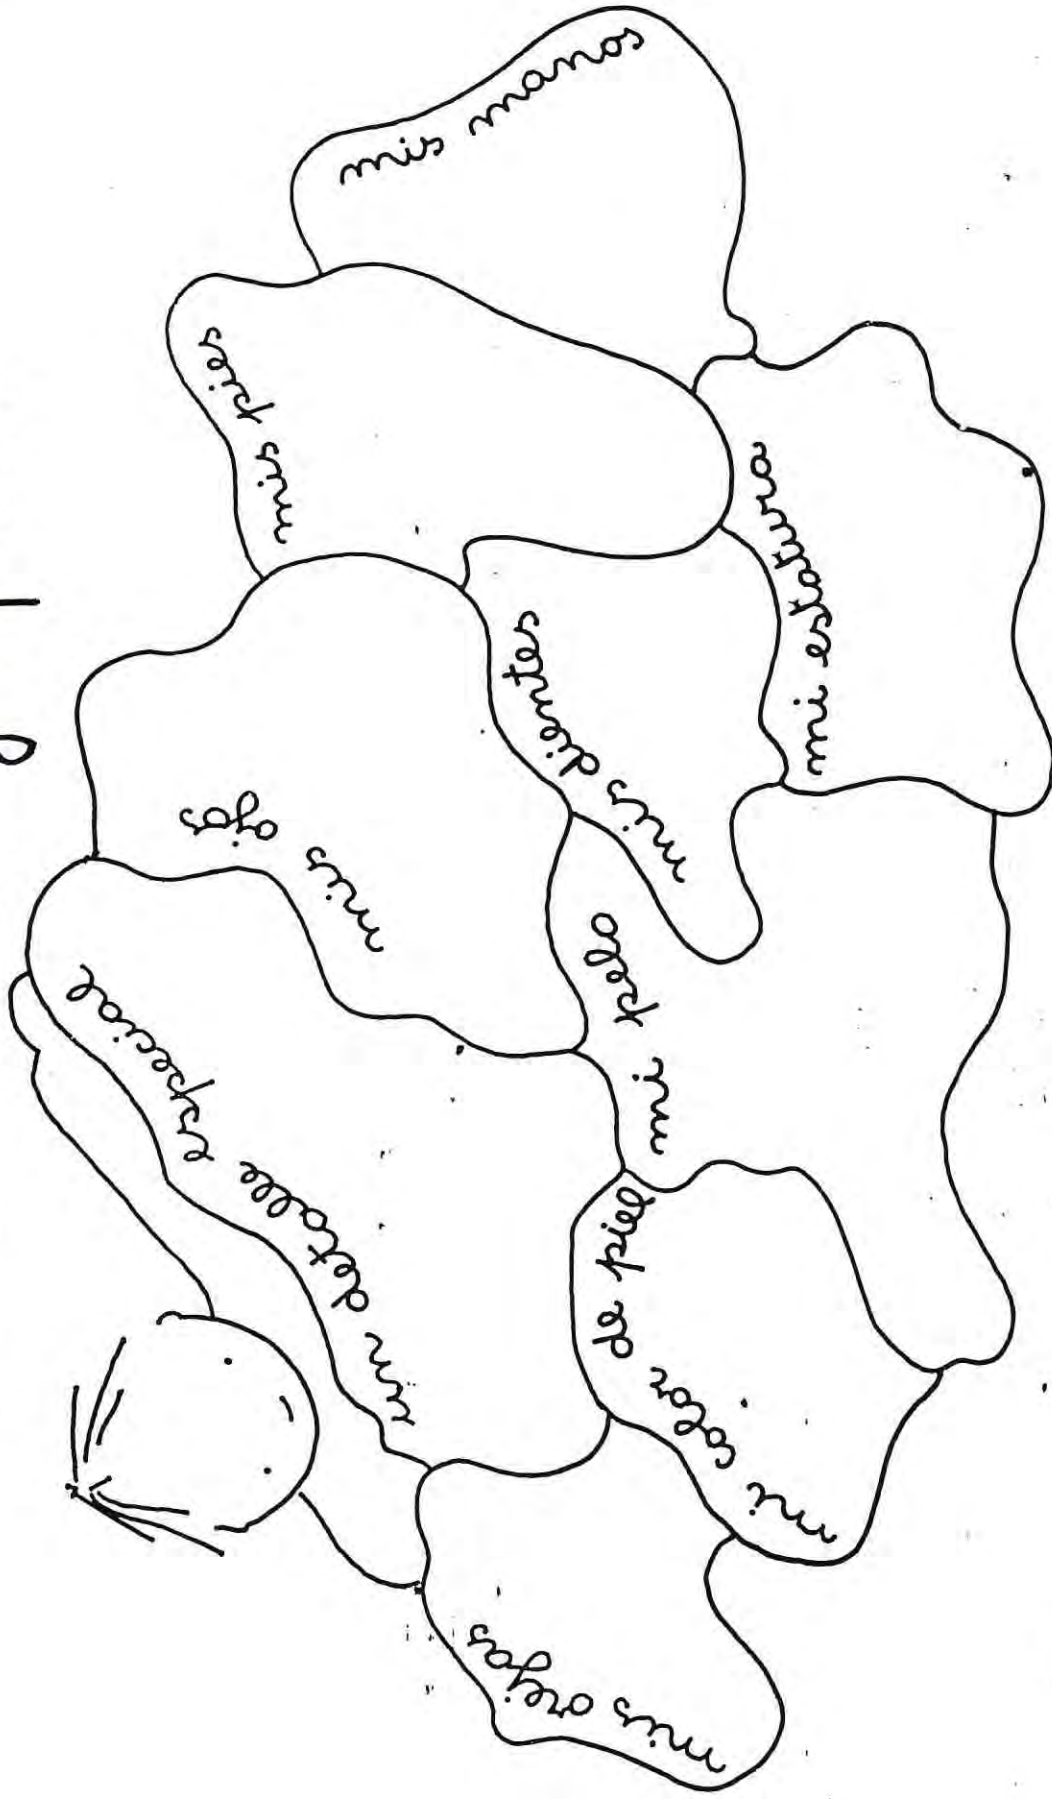 mis manos
mis pies
mi estatura
mis dientes
mis ojos
mi pelo
un detalle especial
mi color de piel
mis orejas